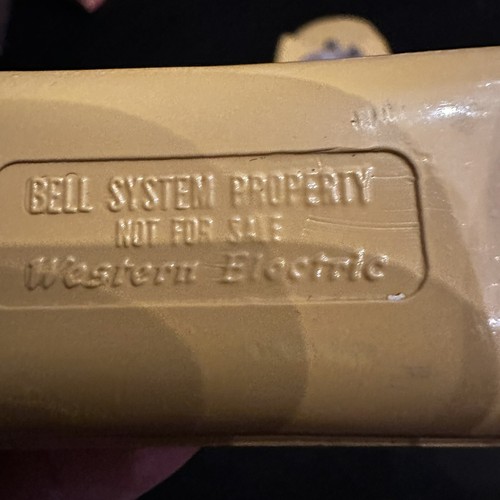 BELL SYSTEM PROPERTY
NOT FOR SALE
Western Electric